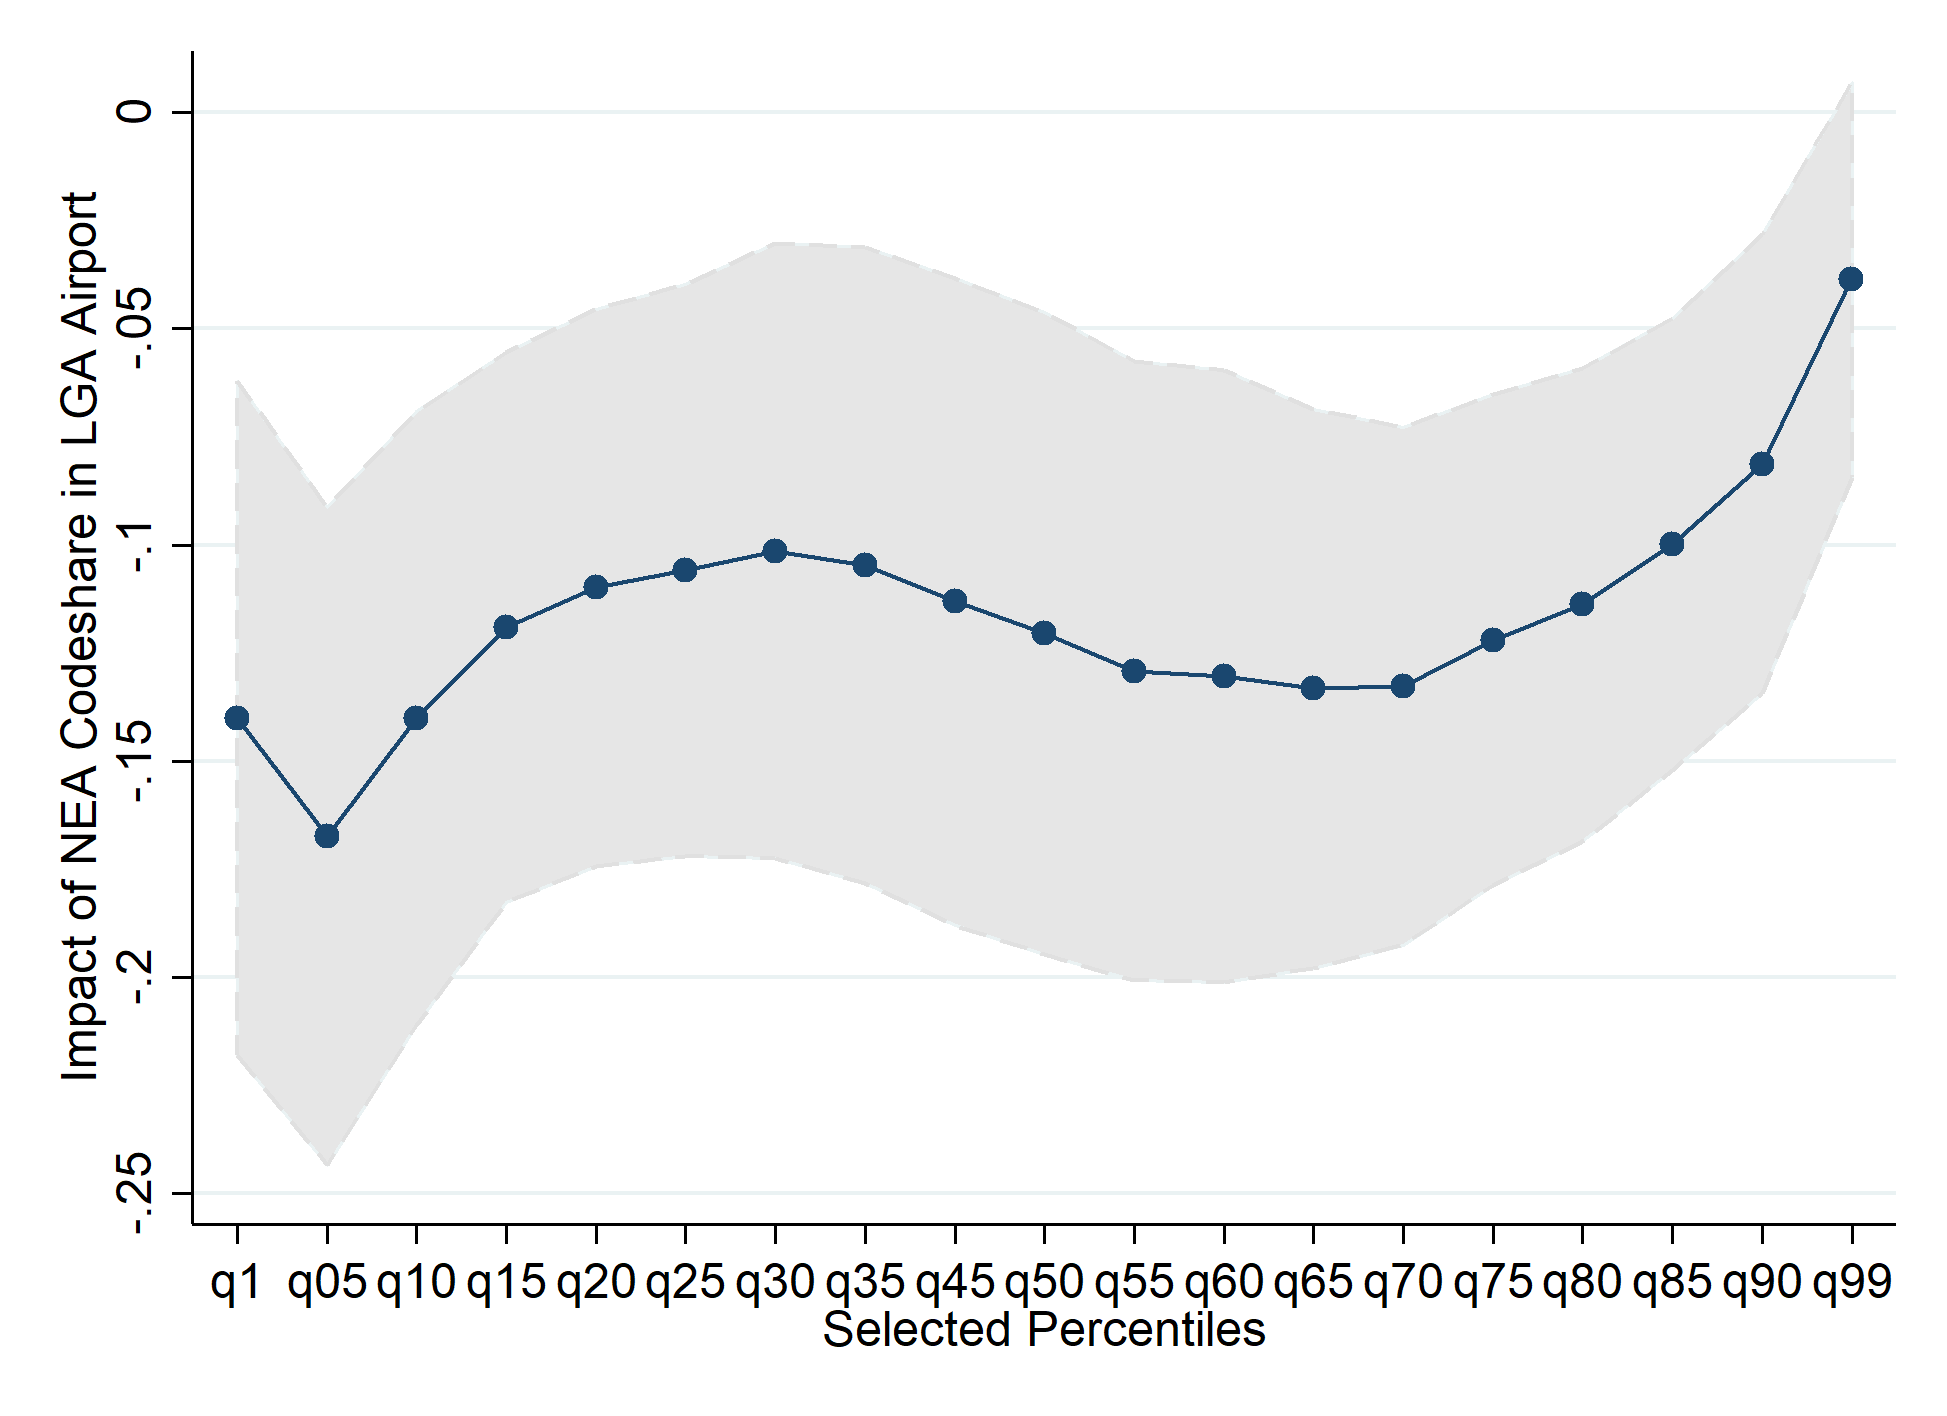 Impact of NEA Codeshare in LGA Airport
0
-.05
-.1
-.15
-.2
-.25
q1 q05 q10 q15 q20 q25 q30 q35 q45 q50 q55 q60 q65 q70 q75 q80 q85 q90 q99
Selected Percentiles